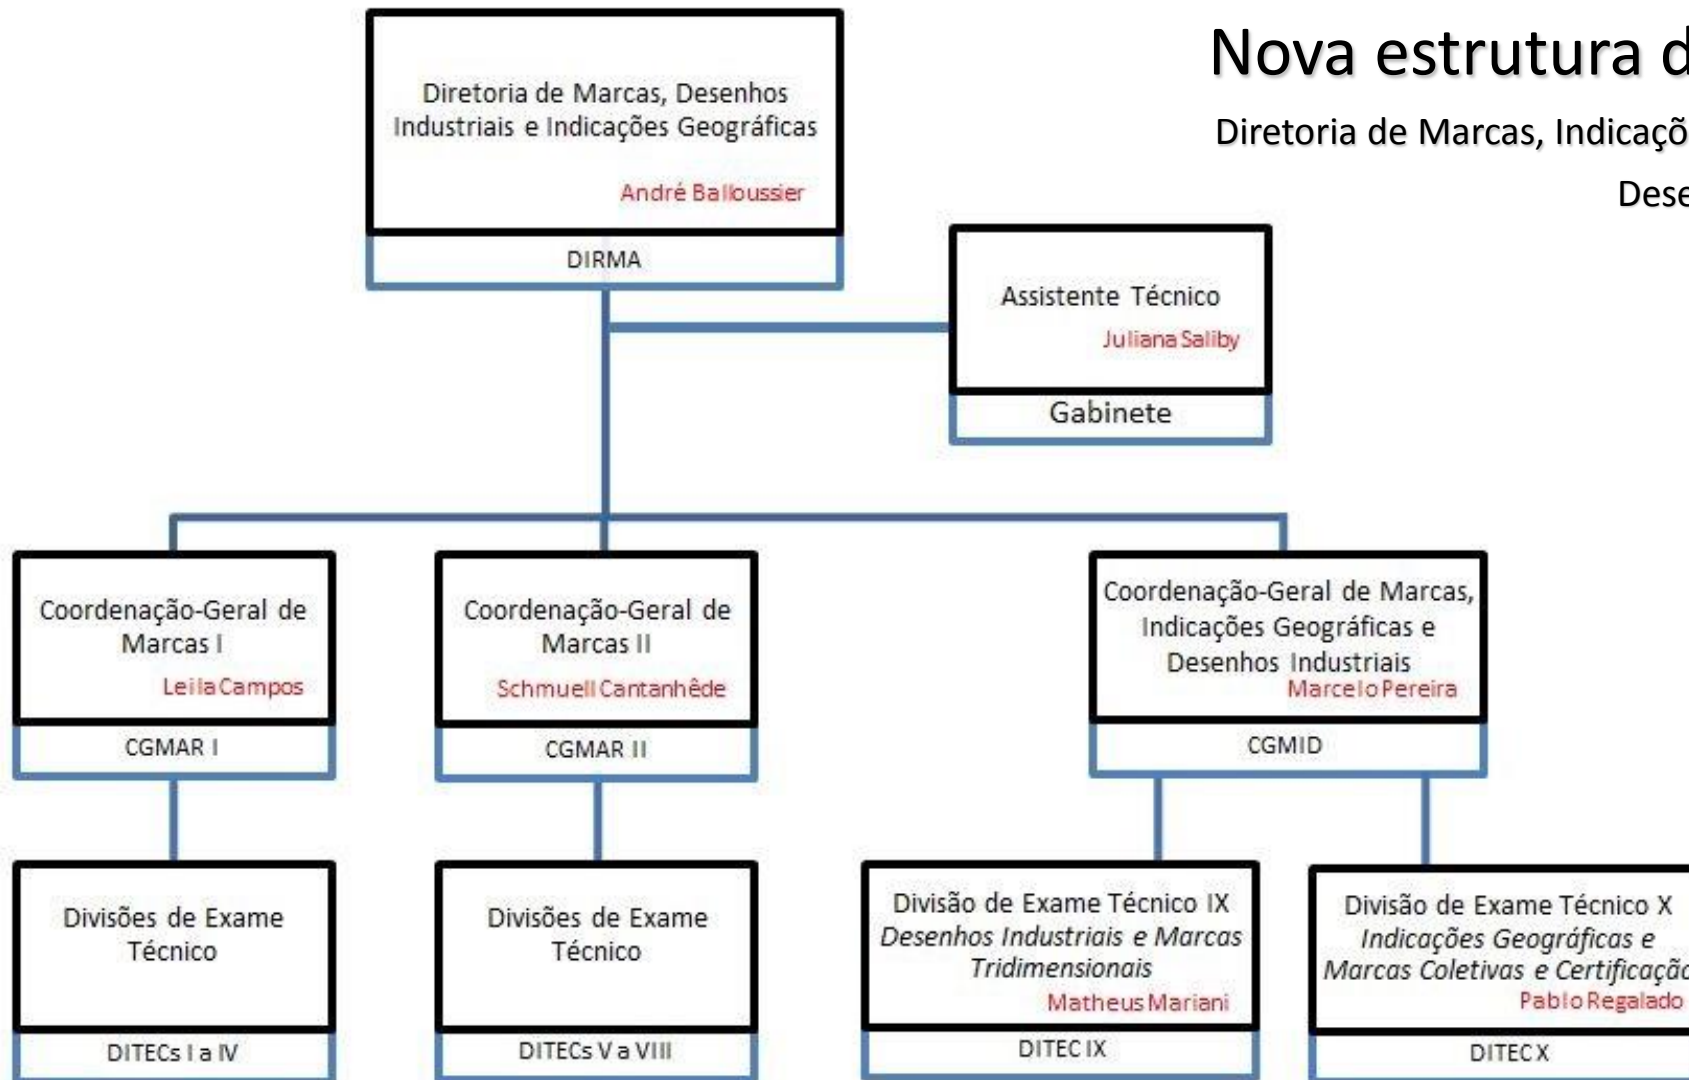 Nova estrutura d
Diretoria de Marcas, Indicaçõ
Dese
Diretoria de Marcas, Desenhos
Industriais e Indicações Geográficas
André Balloussier
DIRMA
Assistente Técnico
Juliana Saliby
Gabinete
Coordenação-Geral de
Marcas I
Leila Campos
CGMAR I
Coordenação-Geral de
Marcas II
Schmuell Cantanhêde
CGMAR II
Coordenação-Geral de Marcas,
Indicações Geográficas e
Desenhos Industriais
Marcelo Pereira
CGMID
Divisões de Exame
Técnico
DITECs I a IV
Divisões de Exame
Técnico
DITECs V a VIII
Divisão de Exame Técnico IX
Desenhos Industriais e Marcas
Tridimensionais
Matheus Mariani
DITEC IX
Divisão de Exame Técnico X
Indicações Geográficas e
Marcas Coletivas e Certificação
Pablo Regalado
DITEC X